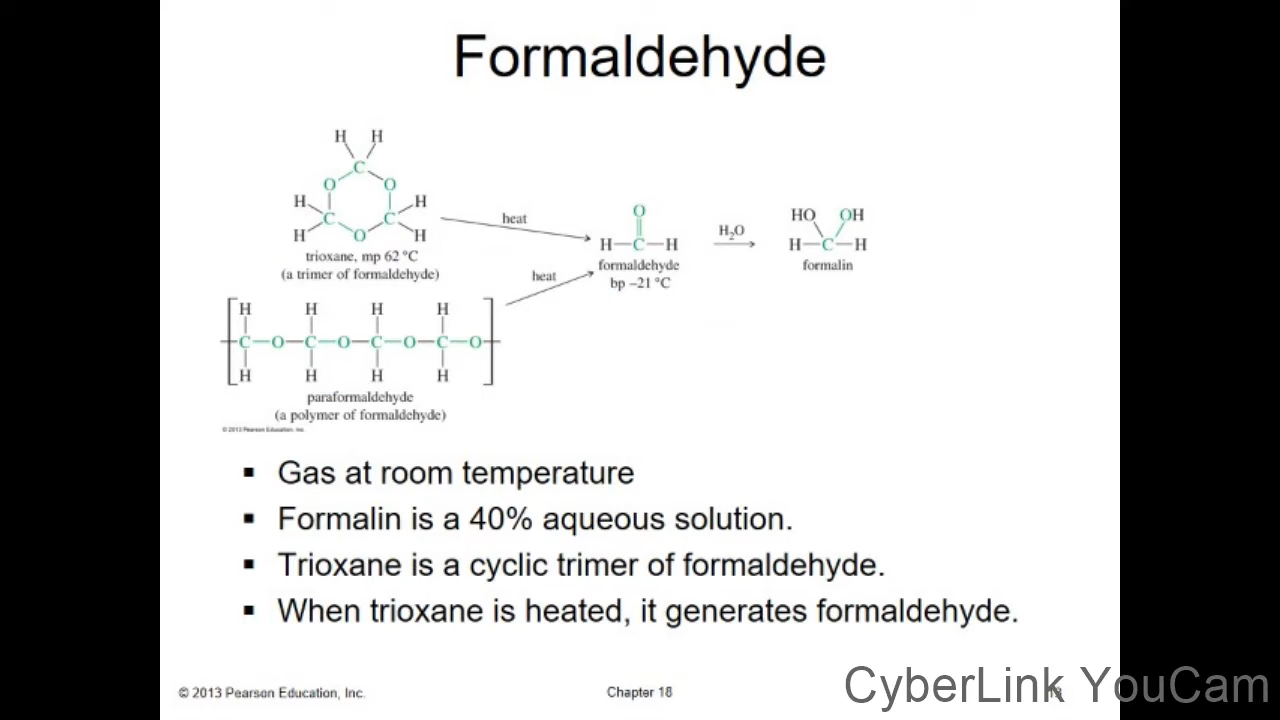 Formaldehyde
H H
C
O O
H H
C C
H O H
trioxane, mp 62 °C
(a trimer of formaldehyde)
heat
heat
O
H—C—H
formaldehyde
bp –21 °C
H₂O
HO OH
H—C—H
formalin
H H H H
C—O—C—O—C—O—C—O
H H H H
paraformaldehyde
(a polymer of formaldehyde)
© 2013 Pearson Education, Inc.
▪ Gas at room temperature
▪ Formalin is a 40% aqueous solution.
▪ Trioxane is a cyclic trimer of formaldehyde.
▪ When trioxane is heated, it generates formaldehyde.
© 2013 Pearson Education, Inc.
Chapter 18
CyberLink YouCam